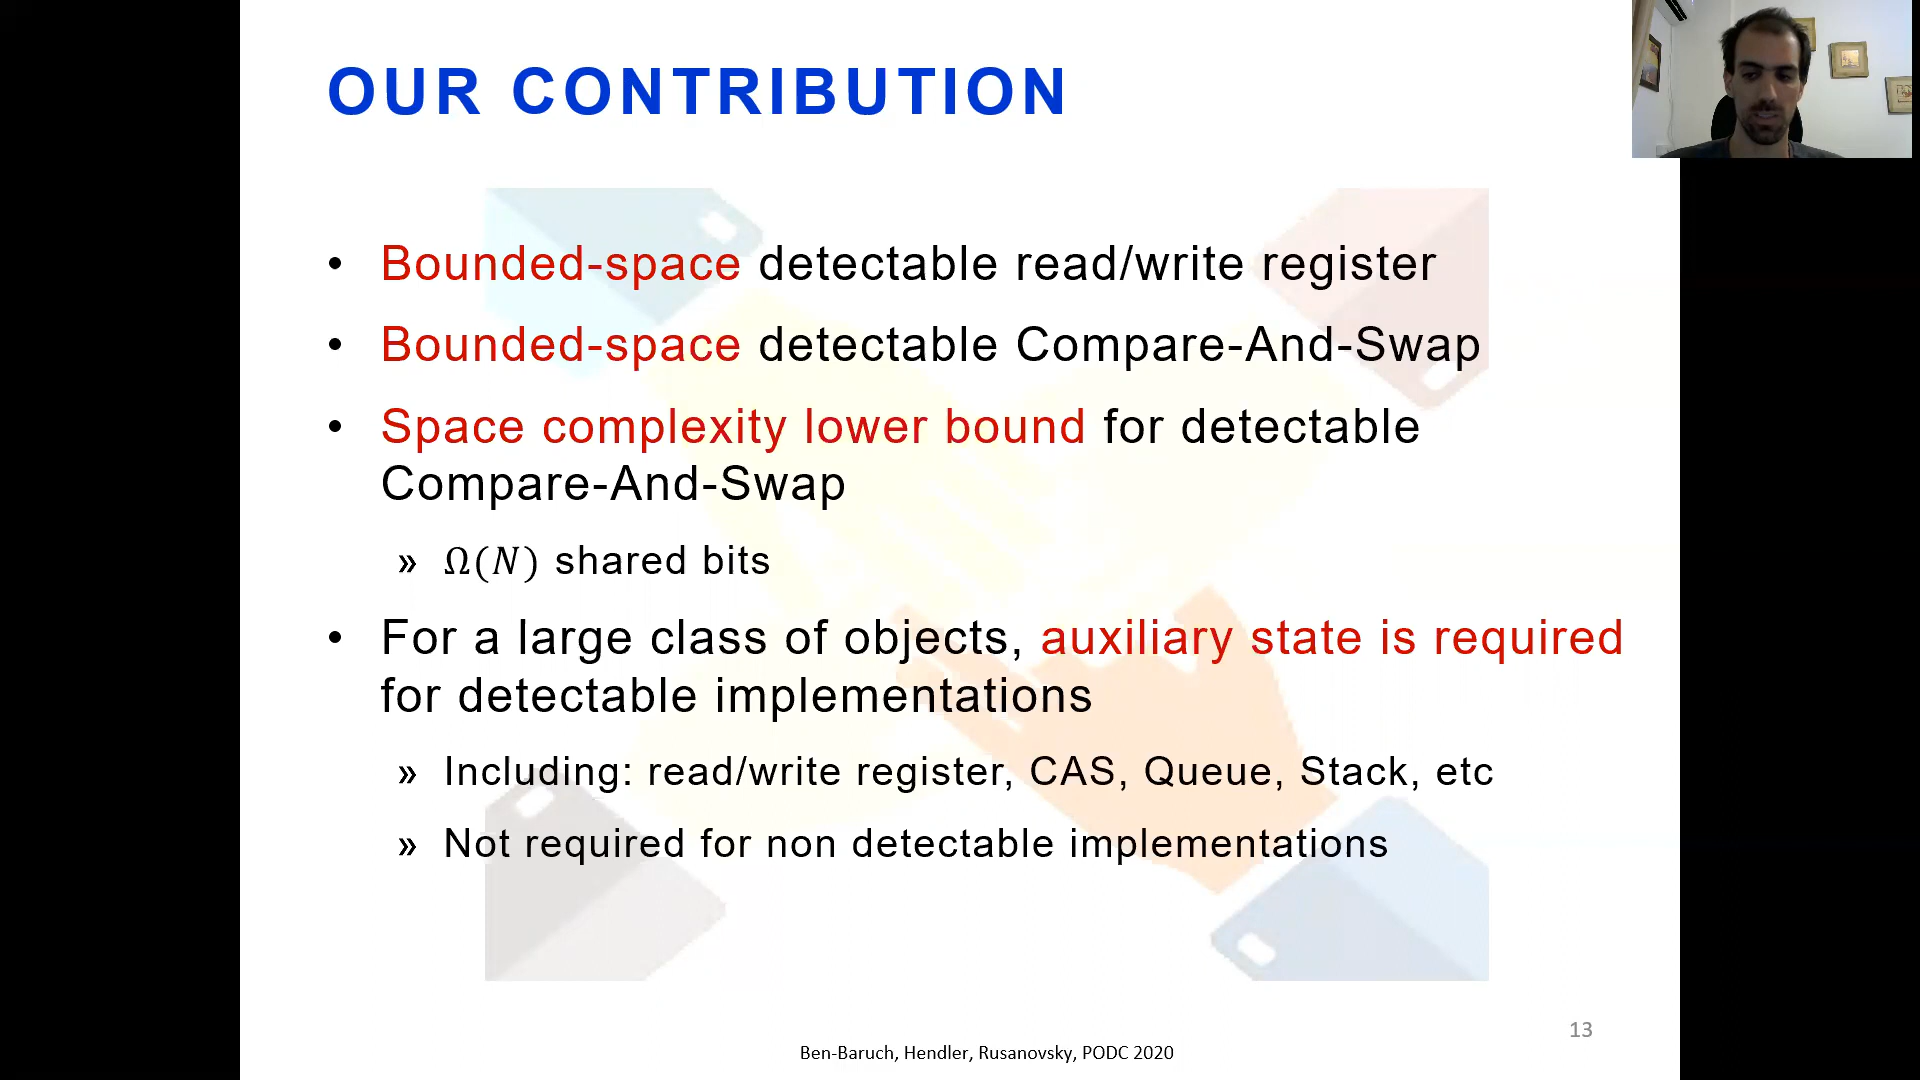 OUR CONTRIBUTION
• Bounded-space detectable read/write register
• Bounded-space detectable Compare-And-Swap
• Space complexity lower bound for detectable
Compare-And-Swap
» Ω(N) shared bits
• For a large class of objects, auxiliary state is required
for detectable implementations
» Including: read/write register, CAS, Queue, Stack, etc
» Not required for non detectable implementations
13
Ben-Baruch, Hendler, Rusanovsky, PODC 2020